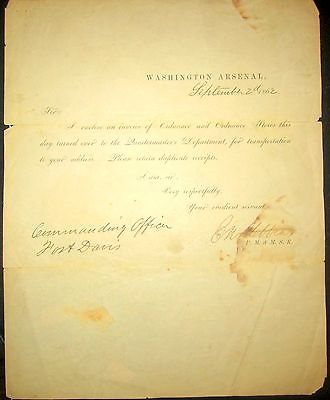 WASHINGTON ARSENAL,
September 2d 1862
Sir:
I enclose an invoice of Ordnance and Ordnance Stores this
day turned over to the Quartermaster's Department, for transportation
to your address. Please return duplicate receipts.
I am, sir,
Very respectfully,
Your obedient servant,
Commanding Officer
Fort Davis
P. M. & M. S. K.